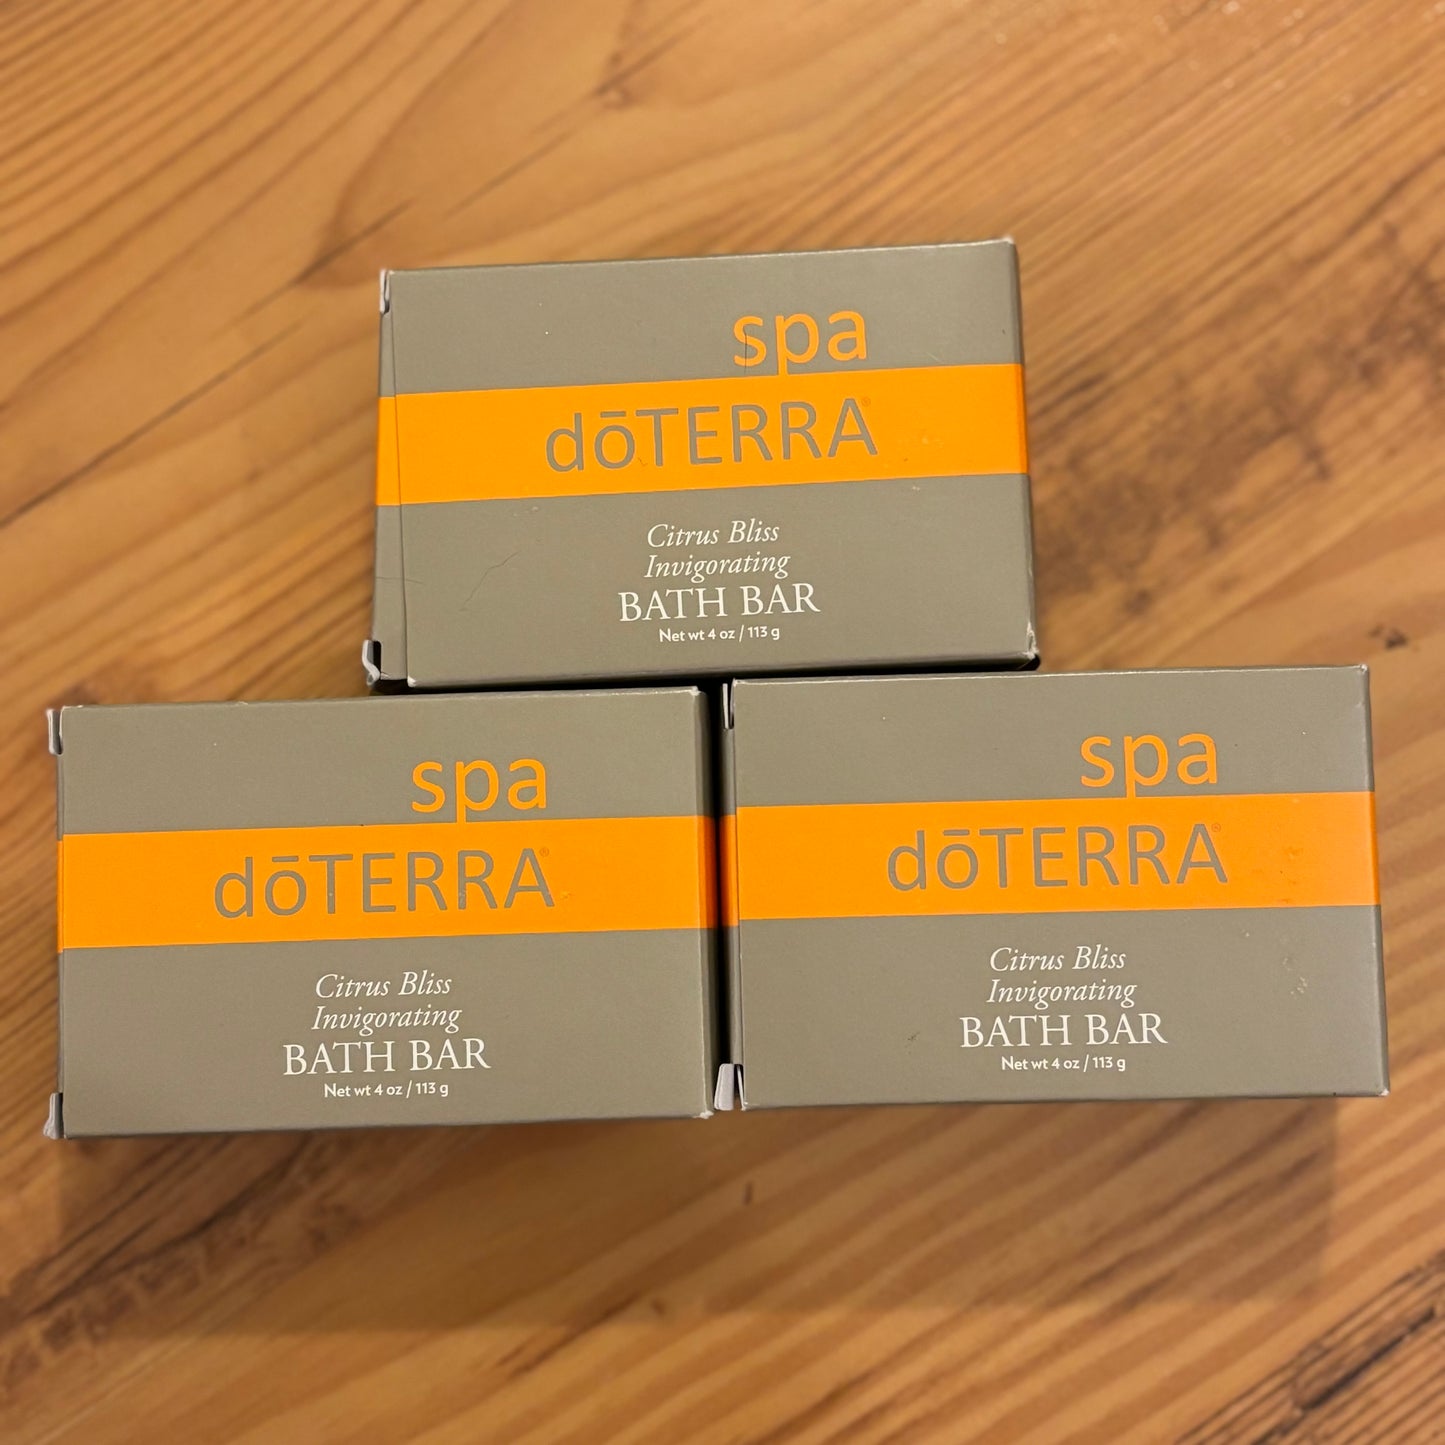 spa
dōTERRA®
Citrus Bliss
Invigorating
BATH BAR
Net wt 4 oz / 113 g
spa
dōTERRA®
Citrus Bliss
Invigorating
BATH BAR
Net wt 4 oz / 113 g
spa
dōTERRA®
Citrus Bliss
Invigorating
BATH BAR
Net wt 4 oz / 113 g